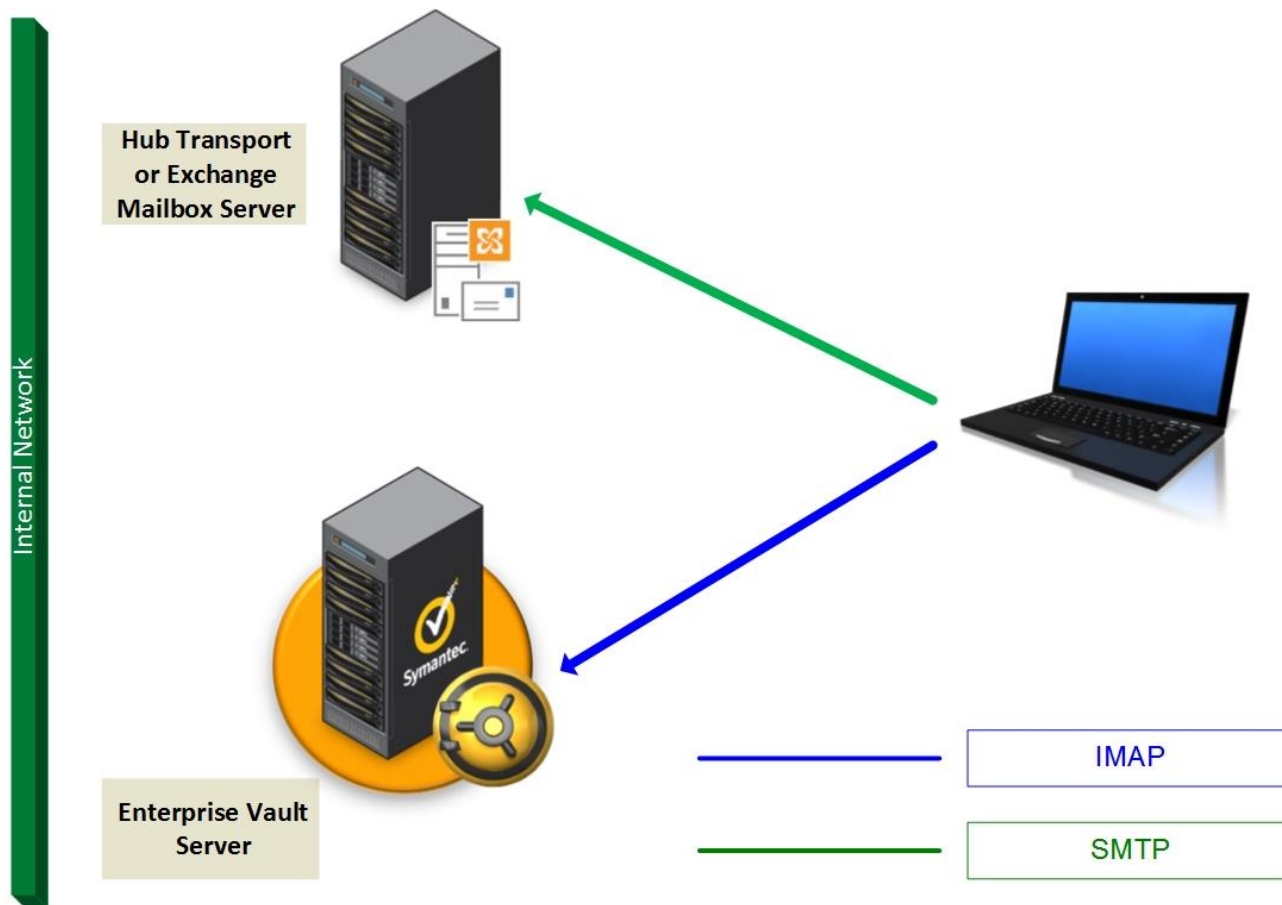 Internal Network
Hub Transport
or Exchange
Mailbox Server
Symantec.
Enterprise Vault
Server
IMAP
SMTP